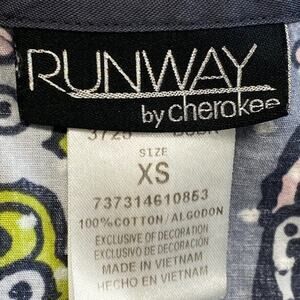 RUNWAY
by cherokee
SIZE
XS
737314610853
100% COTTON / ALGODON
EXCLUSIVE OF DECORATION
EXCLUSIVO DE DECORACIÓN
MADE IN VIETNAM
HECHO EN VIETNAM